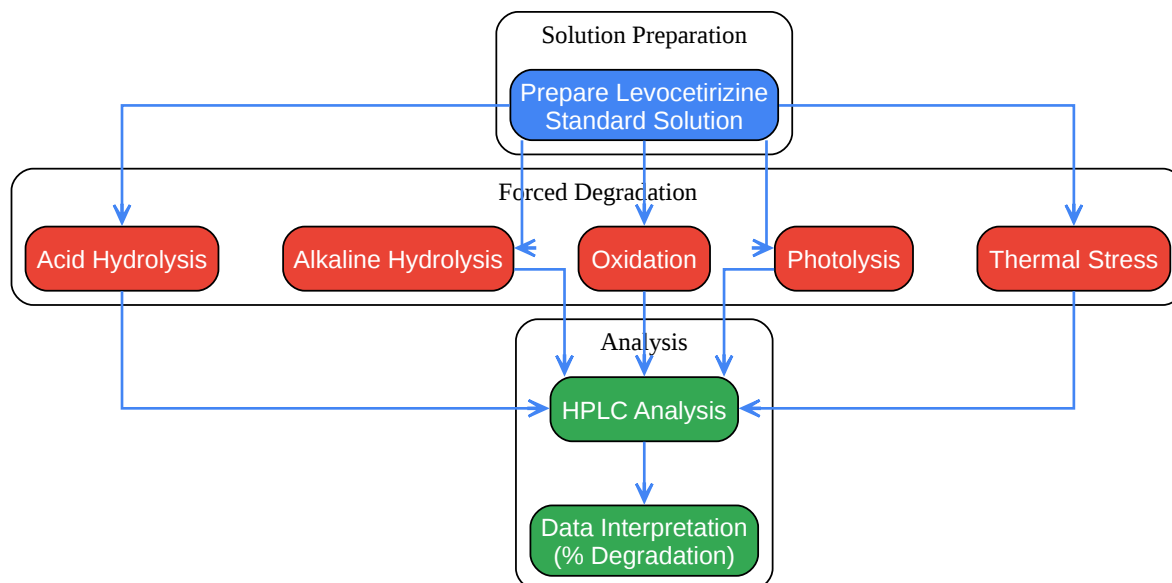 Solution Preparation
Prepare Levocetirizine
Standard Solution
Forced Degradation
Acid Hydrolysis
Alkaline Hydrolysis
Oxidation
Photolysis
Thermal Stress
Analysis
HPLC Analysis
Data Interpretation
(% Degradation)